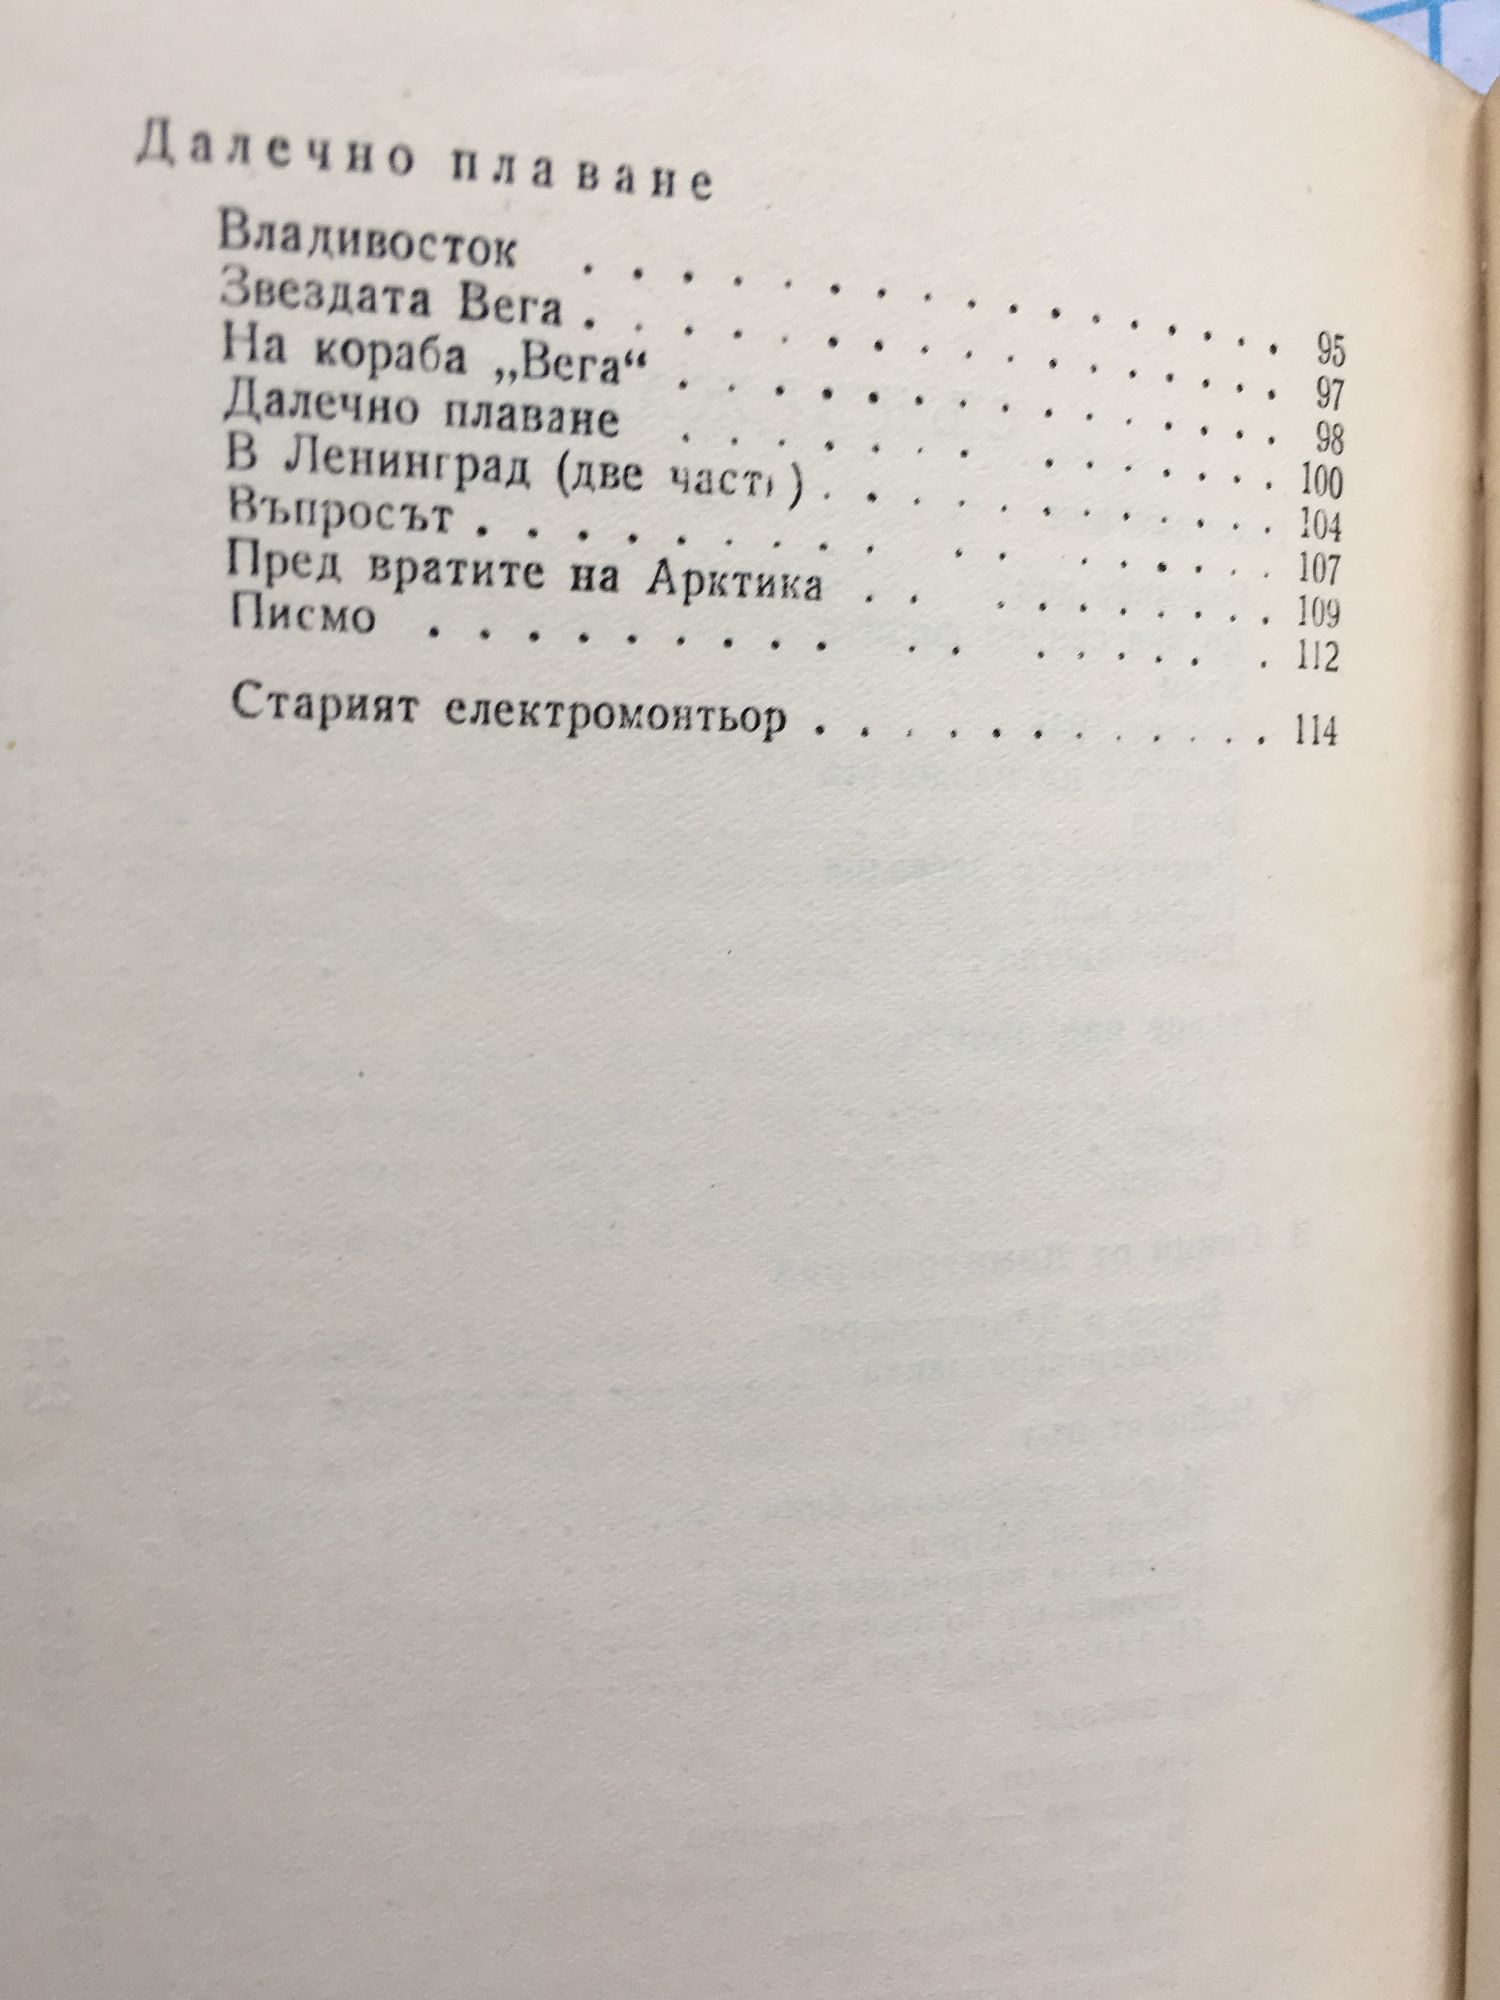 Далечно плаване
Владивосток . . . . . . . . . . . . . . . 95
Звездата Вега . . . . . . . . . . . . . . . 97
На кораба „Вега“ . . . . . . . . . . . . . 98
Далечно плаване . . . . . . . . . . . . . 100
В Ленинград (две части) . . . . . . . . . . 104
Въпросът . . . . . . . . . . . . . . . . . 107
Пред вратите на Арктика . . . . . . . . . 109
Писмо . . . . . . . . . . . . . . . . . 112
Старият електромонтьор . . . . . . . . . . . 114